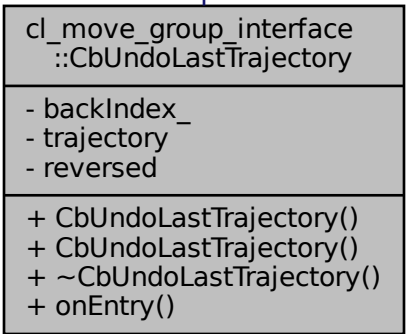 cl_move_group_interface
::CbUndoLastTrajectory
- backIndex_
- trajectory
- reversed
+ CbUndoLastTrajectory()
+ CbUndoLastTrajectory()
+ ~CbUndoLastTrajectory()
+ onEntry()